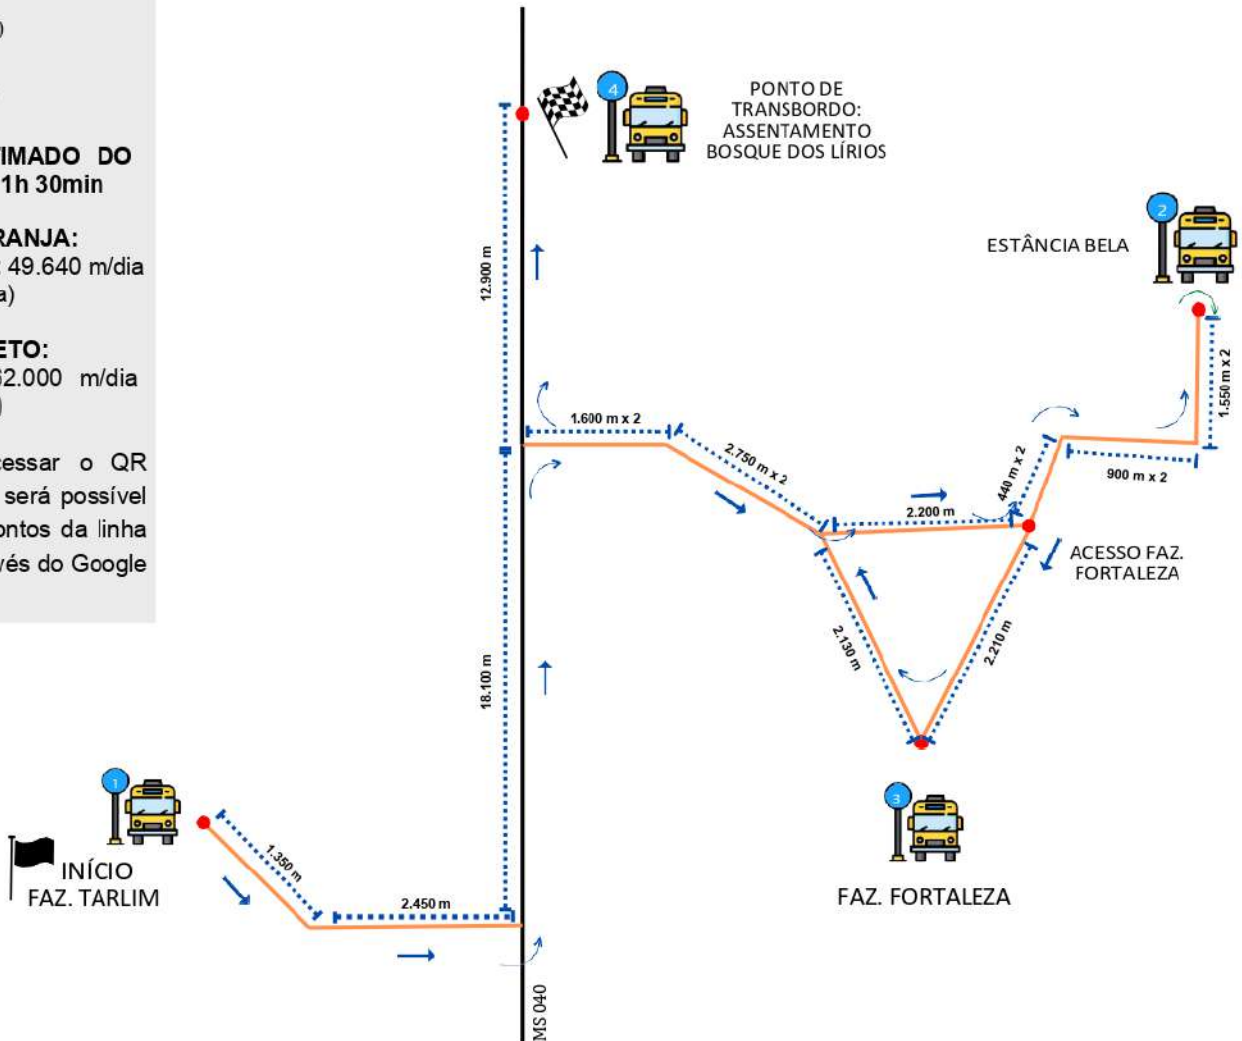 )
TIMADO DO
1h 30min
RANJA:
: 49.640 m/dia
a)
ETO:
62.000 m/dia
)
cessar o QR
será possível
ontos da linha
vés do Google
4
PONTO DE
TRANSBORDO:
ASSENTAMENTO
BOSQUE DOS LÍRIOS
12.900 m
2
ESTÂNCIA BELA
1.550 m x 2
1.600 m x 2
2.750 m x 2
440 m x 2
900 m x 2
2.200 m
ACESSO FAZ.
FORTALEZA
2.130 m
2.210 m
18.100 m
1
INÍCIO
FAZ. TARLIM
1.350 m
2.450 m
3
FAZ. FORTALEZA
MS 040